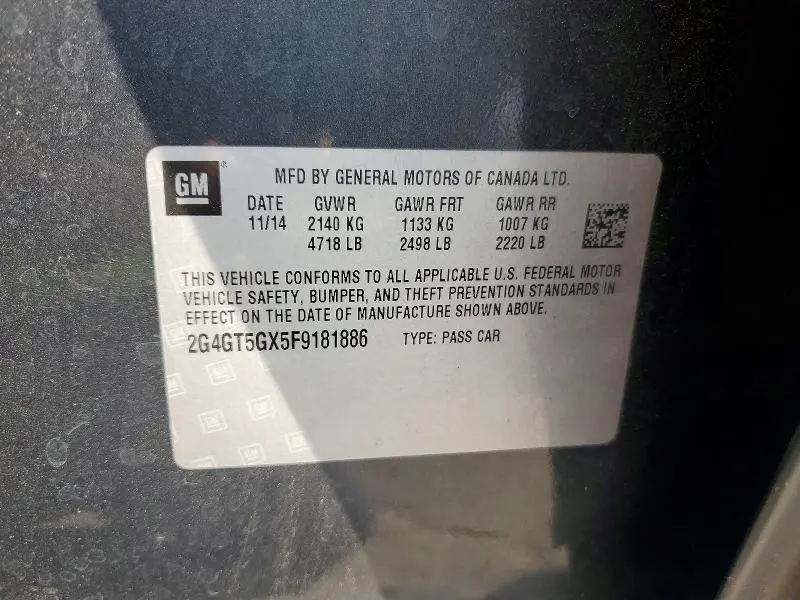 GM ® MFD BY GENERAL MOTORS OF CANADA LTD.
DATE GVWR GAWR FRT GAWR RR
11/14 2140 KG 1133 KG 1007 KG
4718 LB 2498 LB 2220 LB
THIS VEHICLE CONFORMS TO ALL APPLICABLE U.S. FEDERAL MOTOR
VEHICLE SAFETY, BUMPER, AND THEFT PREVENTION STANDARDS IN
EFFECT ON THE DATE OF MANUFACTURE SHOWN ABOVE.
2G4GT5GX5F9181886 TYPE: PASS CAR